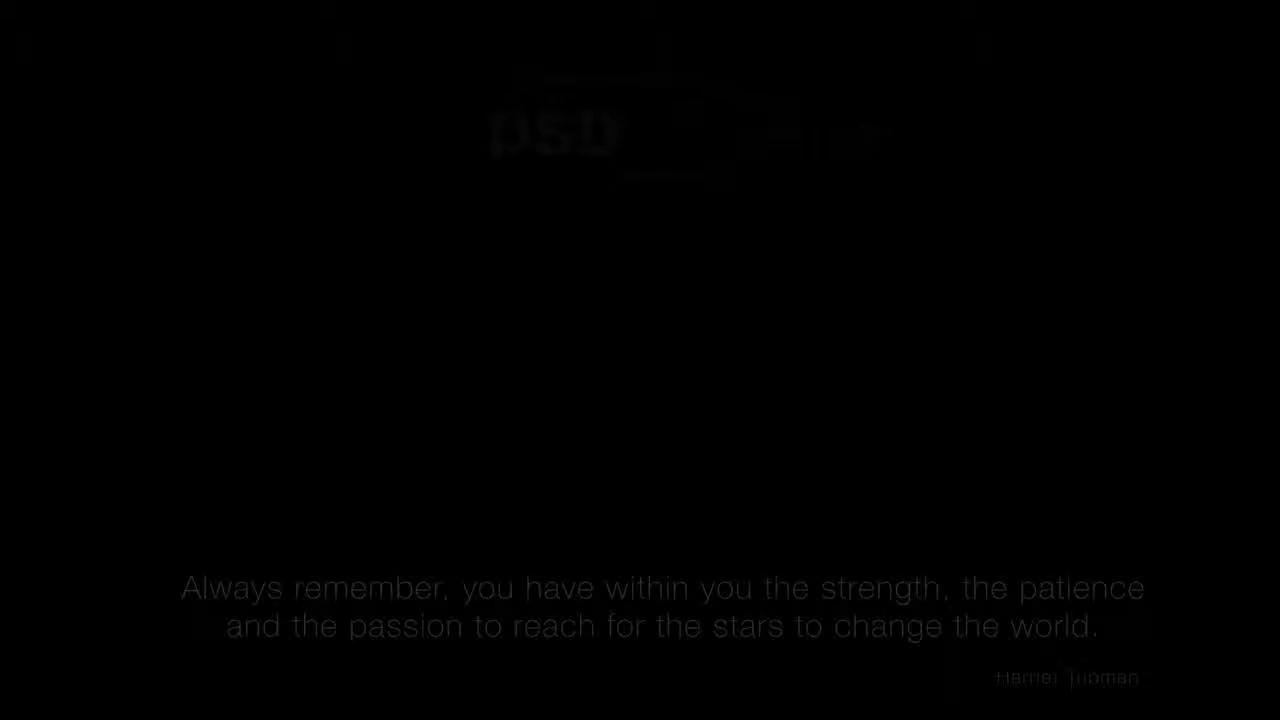 psd
Always remember, you have within you the strength, the patience
and the passion to reach for the stars to change the world.
Harriet Tubman